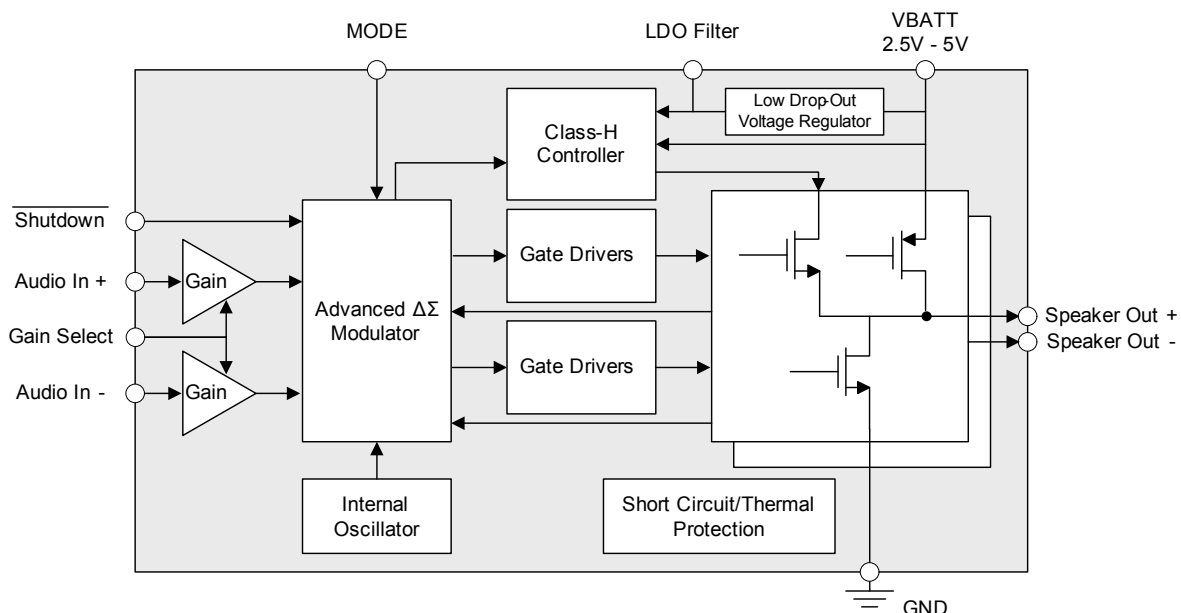 MODE
LDO Filter
VBATT
2.5V - 5V
Low Drop-Out
Voltage Regulator
Class-H
Controller
Shutdown
Gate Drivers
Audio In +
Gain
Advanced ΔΣ
Modulator
Gain Select
Speaker Out +
Speaker Out -
Gate Drivers
Audio In -
Gain
Internal
Oscillator
Short Circuit/Thermal
Protection
GND